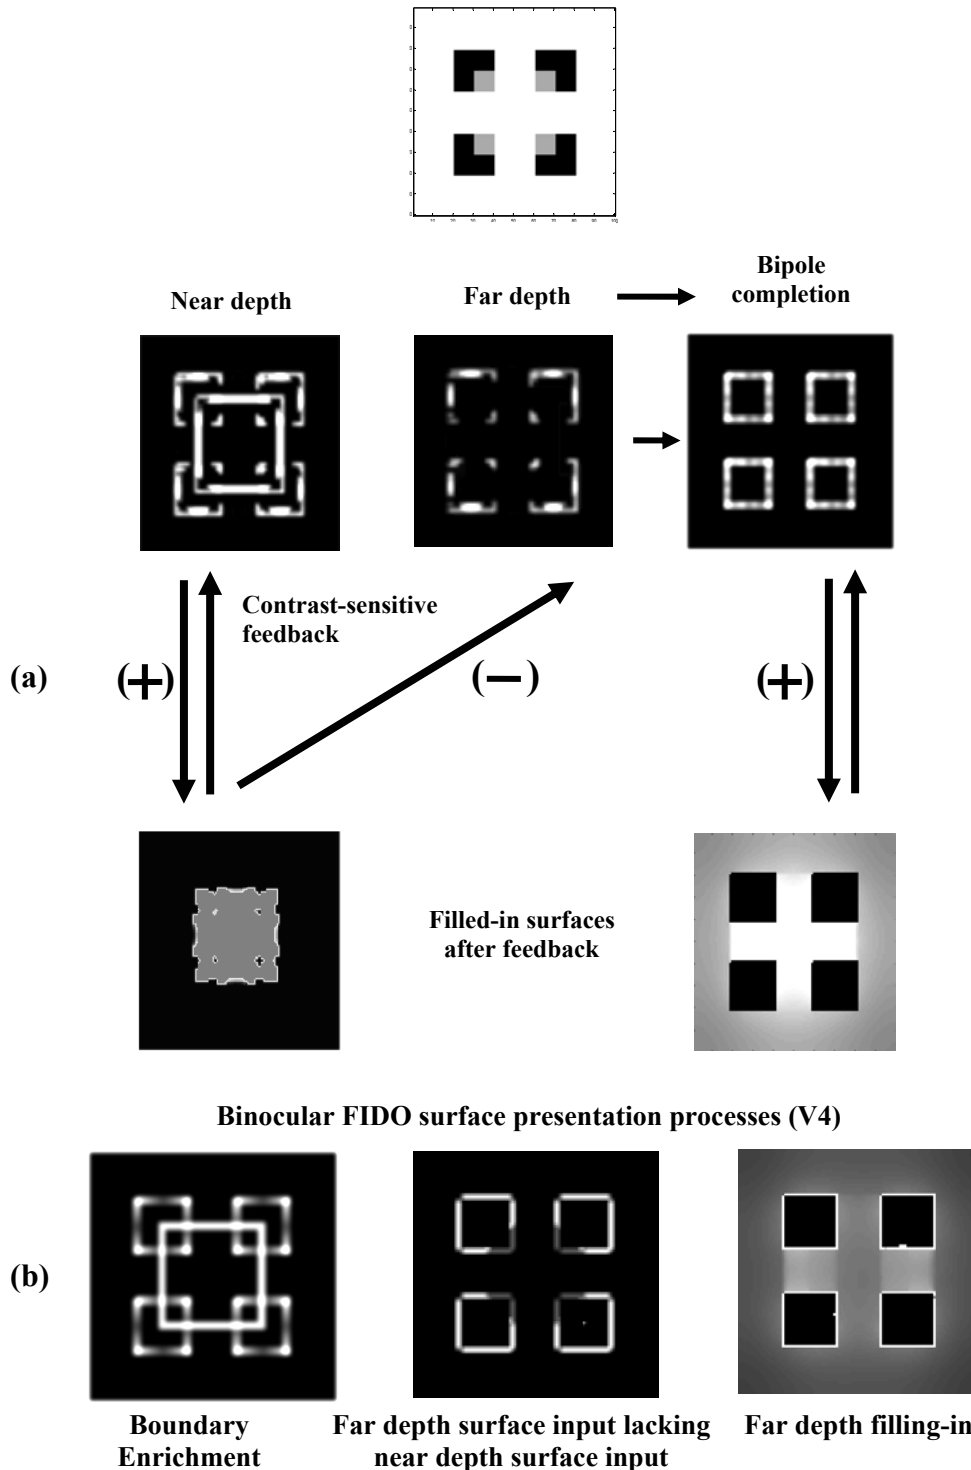 Near depth
Far depth
Bipole
completion
Contrast-sensitive
feedback
(a)
(+)
(−)
(+)
Filled-in surfaces
after feedback
Binocular FIDO surface presentation processes (V4)
(b)
Boundary
Enrichment
Far depth surface input lacking
near depth surface input
Far depth filling-in